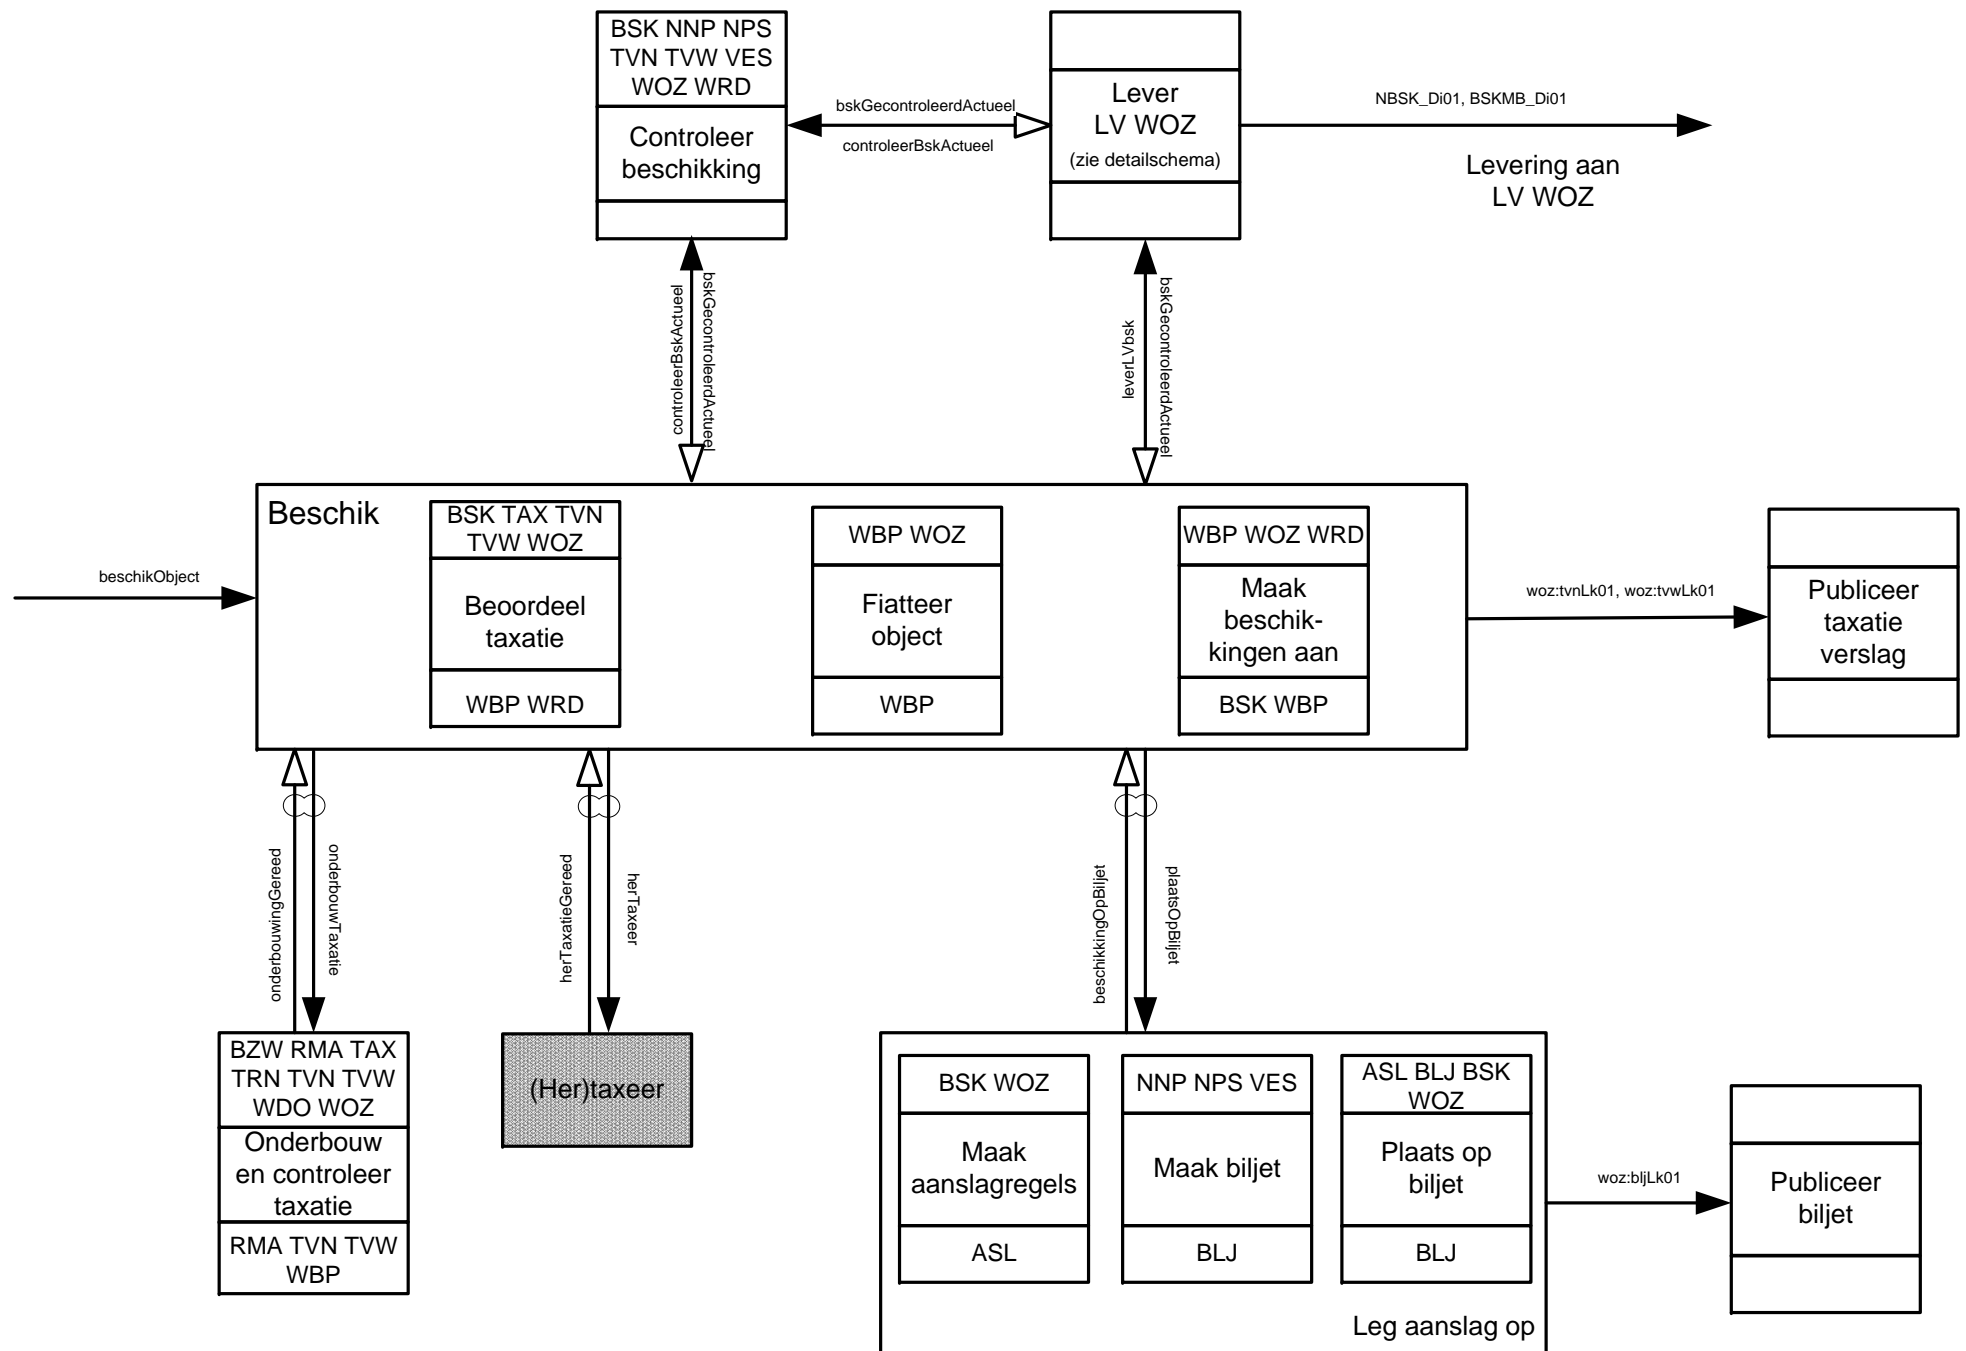 BSK NNP NPS
TVN TVW VES
WOZ WRD
Controleer
beschikking
bskGecontroleerdActueel
controleerBskActueel
Lever
LV WOZ
(zie detailschema)
NBSK_Di01, BSKMB_Di01
Levering aan
LV WOZ
controleerBskActueel
bskGecontroleerdActueel
leverLVbsk
bskGecontroleerdActueel
beschikObject
Beschik
BSK TAX TVN
TVW WOZ
Beoordeel
taxatie
WBP WRD
WBP WOZ
Fiatteer
object
WBP
WBP WOZ WRD
Maak
beschik-
kingen aan
BSK WBP
woz:tvnLk01, woz:tvwLk01
Publiceer
taxatie
verslag
onderbouwingGereed
onderbouwTaxatie
herTaxatieGereed
herTaxeer
beschikkingOpBiljet
plaatsOpBiljet
BZW RMA TAX
TRN TVN TVW
WDO WOZ
Onderbouw
en controleer
taxatie
RMA TVN TVW
WBP
(Her)taxeer
BSK WOZ
Maak
aanslagregels
ASL
NNP NPS VES
Maak biljet
BLJ
ASL BLJ BSK
WOZ
Plaats op
biljet
BLJ
Leg aanslag op
woz:bljLk01
Publiceer
biljet